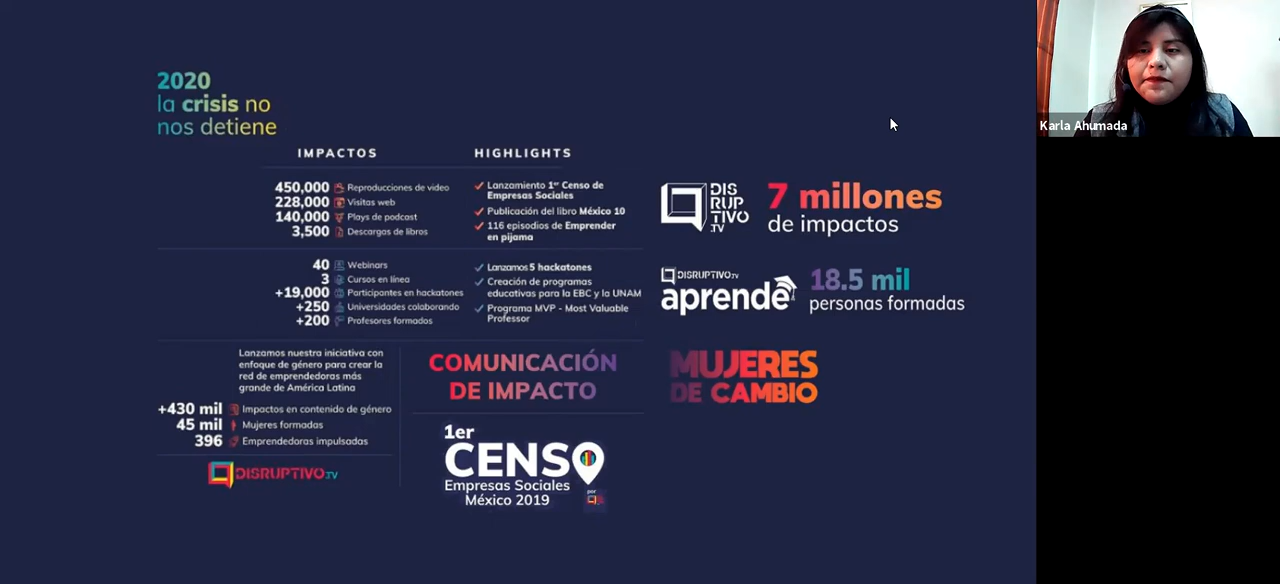 2020
la crisis no
nos detiene
IMPACTOS
450,000 Reproducciones de video
228,000 Visitas web
140,000 Plays de podcast
3,500 Descargas de libros
HIGHLIGHTS
Lanzamiento 1er Censo de
Empresas Sociales
Publicación del libro México 10
116 episodios de Emprender
en pijama
DIS
RUP
TIVO
.TV
7 millones
de impactos
40 Webinars
3 Cursos en línea
+19,000 Participantes en hackatones
+250 Universidades colaborando
+200 Profesores formados
Lanzamos 5 hackatones
Creación de programas
educativas para la EBC y la UNAM
Programa MVP - Most Valuable
Professor
DISRUPTIVO.TV
aprende
18.5 mil
personas formadas
Lanzamos nuestra iniciativa con
enfoque de género para crear la
red de emprendedoras más
grande de América Latina
+430 mil Impactos en contenido de género
45 mil Mujeres formadas
396 Emprendedoras impulsadas
DISRUPTIVO.TV
COMUNICACIÓN
DE IMPACTO
1er
CENSO
Empresas Sociales
México 2019
por
MUJERES
DE CAMBIO
Karla Ahumada